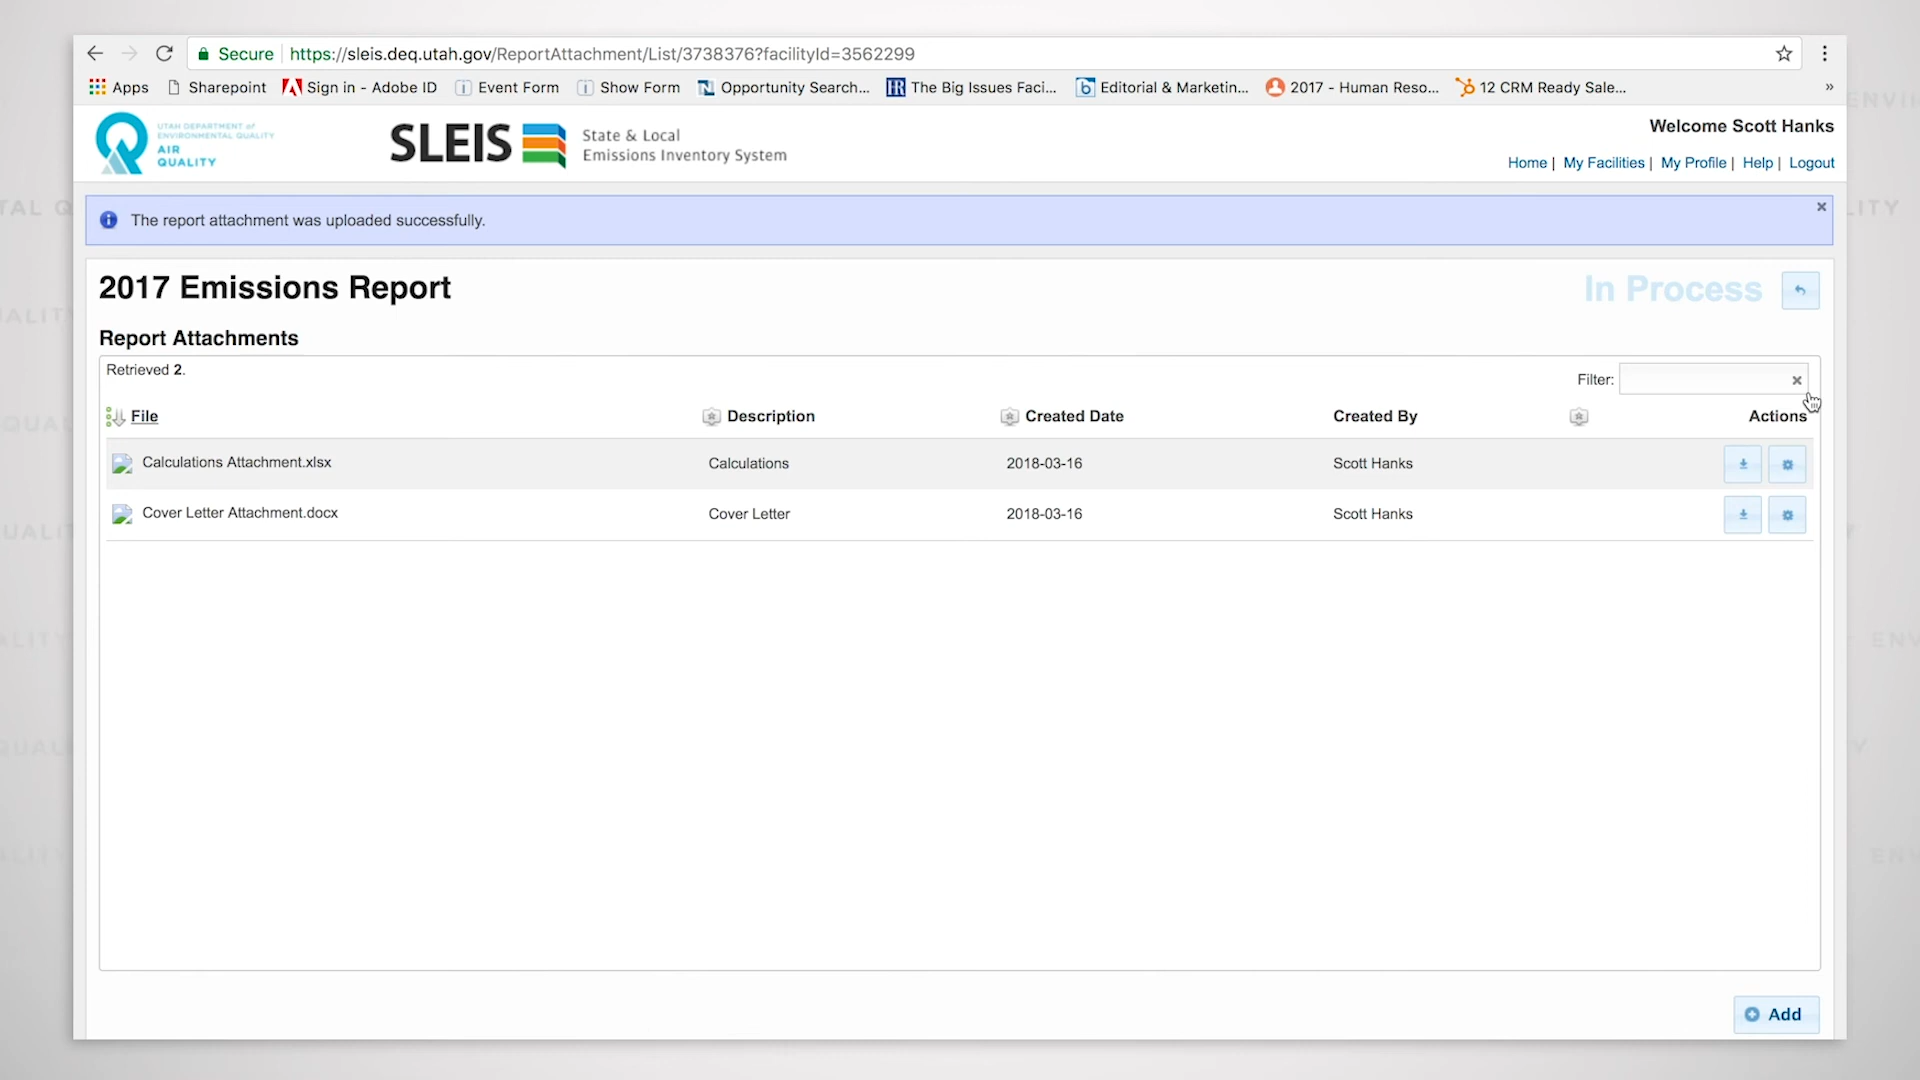 Secure https://sleis.deq.utah.gov/ReportAttachment/List/3738376?facilityId=3562299
Apps Sharepoint Sign in - Adobe ID Event Form Show Form Opportunity Search... The Big Issues Faci... Editorial & Marketin... 2017 - Human Reso... 12 CRM Ready Sale... »
UTAH DEPARTMENT of
ENVIRONMENTAL QUALITY
AIR
QUALITY
SLEIS
State & Local
Emissions Inventory System
Welcome Scott Hanks
Home | My Facilities | My Profile | Help | Logout
The report attachment was uploaded successfully.
2017 Emissions Report
In Process
Report Attachments
Retrieved 2.
Filter:
File Description Created Date Created By Actions
Calculations Attachment.xlsx Calculations 2018-03-16 Scott Hanks
Cover Letter Attachment.docx Cover Letter 2018-03-16 Scott Hanks
Add